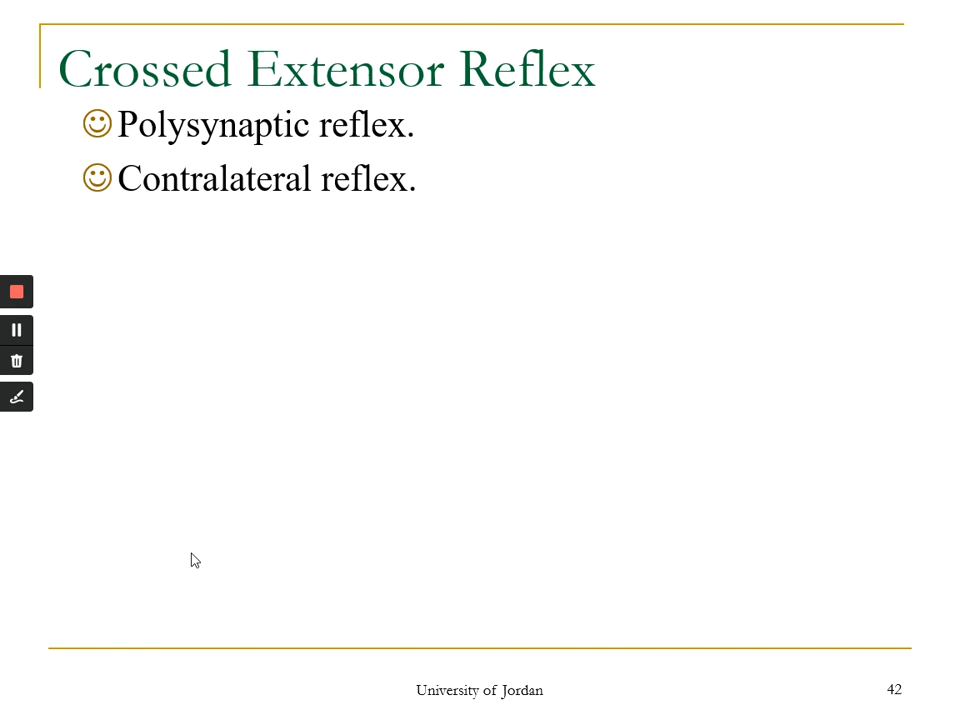 Crossed Extensor Reflex
Polysynaptic reflex.
Contralateral reflex.
University of Jordan
42